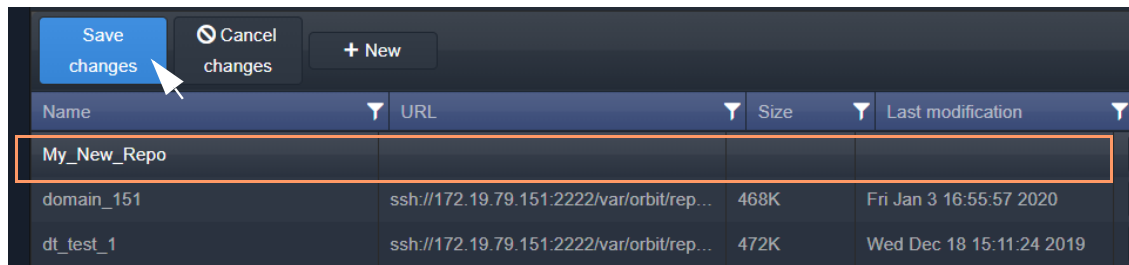 Save
changes
Cancel
changes
+ New
Name URL Size Last modification
My_New_Repo
domain_151 ssh://172.19.79.151:2222/var/orbit/rep... 468K Fri Jan 3 16:55:57 2020
dt_test_1 ssh://172.19.79.151:2222/var/orbit/rep... 472K Wed Dec 18 15:11:24 2019